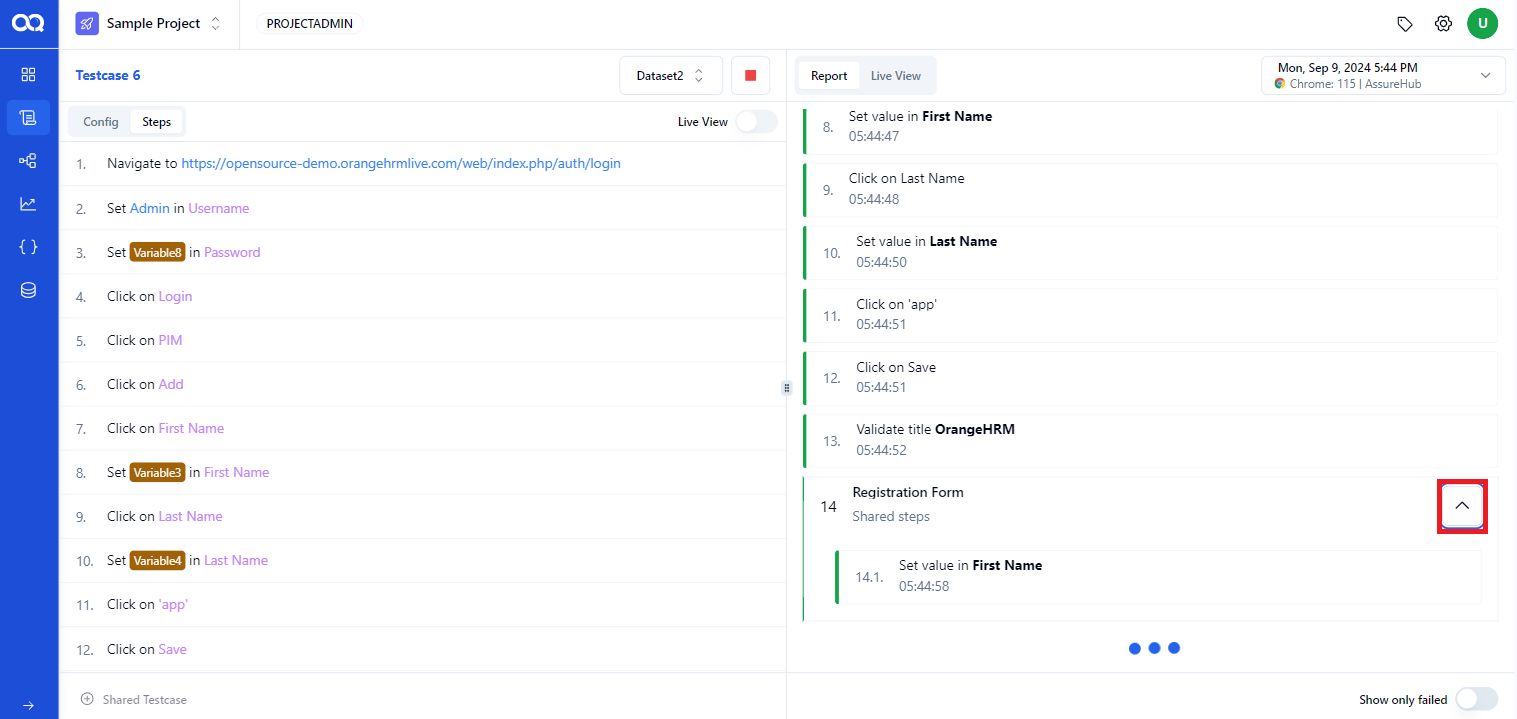 Sample Project
PROJECTADMIN
U
Testcase 6
Dataset2
Report
Live View
Mon, Sep 9, 2024 5:44 PM
Chrome: 115 | AssureHub
Config
Steps
Live View
1. Navigate to https://opensource-demo.orangehrmlive.com/web/index.php/auth/login
2. Set Admin in Username
3. Set Variable8 in Password
4. Click on Login
5. Click on PIM
6. Click on Add
7. Click on First Name
8. Set Variable3 in First Name
9. Click on Last Name
10. Set Variable4 in Last Name
11. Click on 'app'
12. Click on Save
Shared Testcase
8. Set value in First Name
05:44:47
9. Click on Last Name
05:44:48
10. Set value in Last Name
05:44:50
11. Click on 'app'
05:44:51
12. Click on Save
05:44:51
13. Validate title OrangeHRM
05:44:52
14 Registration Form
Shared steps
14.1. Set value in First Name
05:44:58
Show only failed